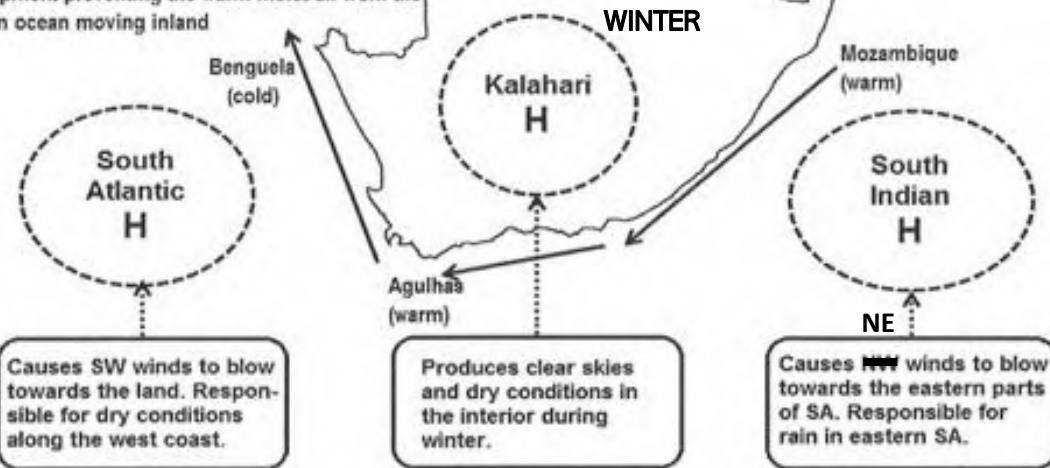 n ocean moving inland
WINTER
Benguela
(cold)
Kalahari
H
Mozambique
(warm)
South
Atlantic
H
South
Indian
H
Agulhas
(warm)
NE
Causes SW winds to blow
towards the land. Respon-
sible for dry conditions
along the west coast.
Produces clear skies
and dry conditions in
the interior during
winter.
Causes winds to blow
towards the eastern parts
of SA. Responsible for
rain in eastern SA.